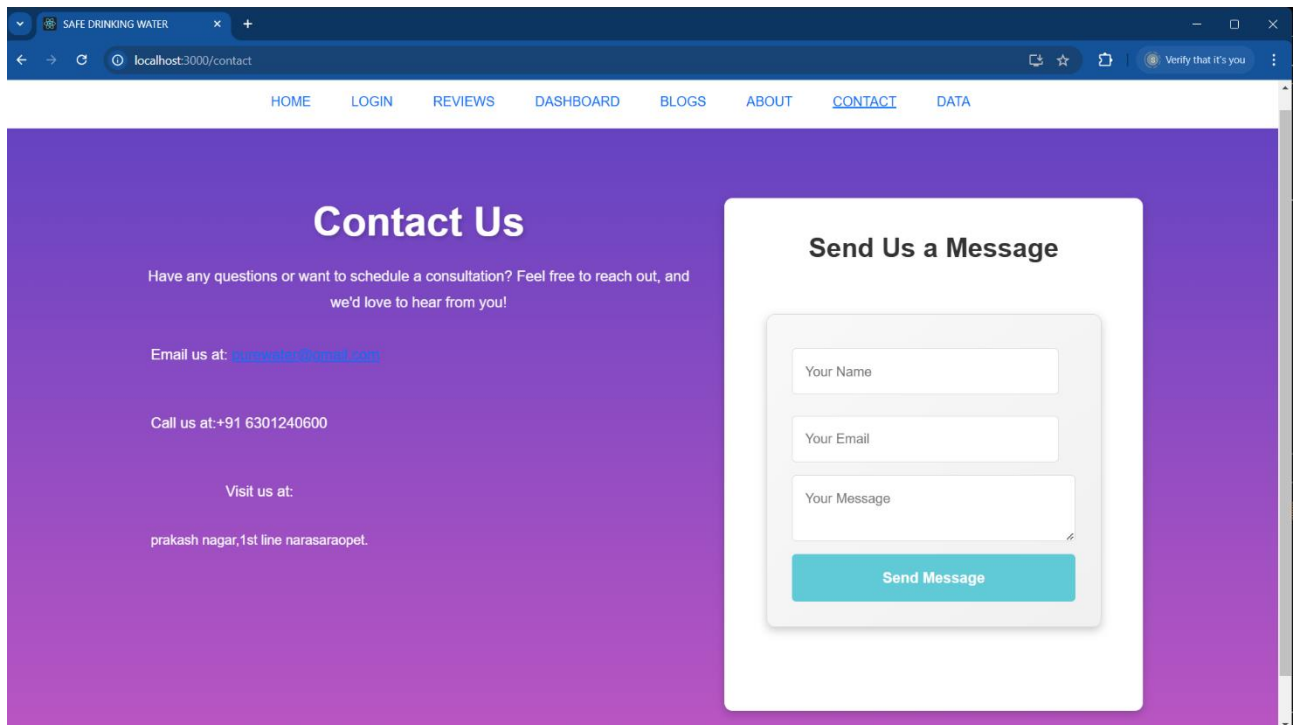 SAFE DRINKING WATER
localhost:3000/contact
Verify that it's you
HOME LOGIN REVIEWS DASHBOARD BLOGS ABOUT CONTACT DATA
Contact Us
Have any questions or want to schedule a consultation? Feel free to reach out, and
we'd love to hear from you!
Email us at:
Call us at:+91 6301240600
Visit us at:
prakash nagar,1st line narasaraopet.
Send Us a Message
Your Name
Your Email
Your Message
Send Message